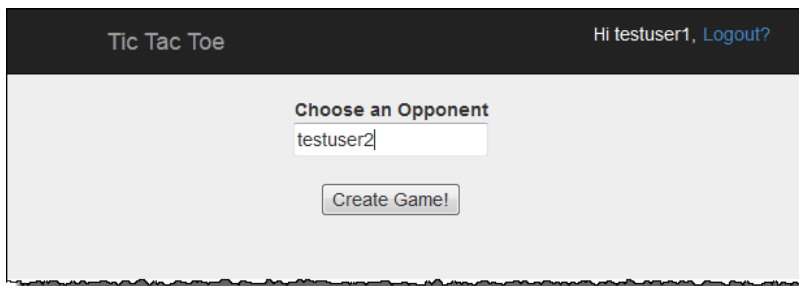 Tic Tac Toe
Hi testuser1, Logout?
Choose an Opponent
testuser2
Create Game!